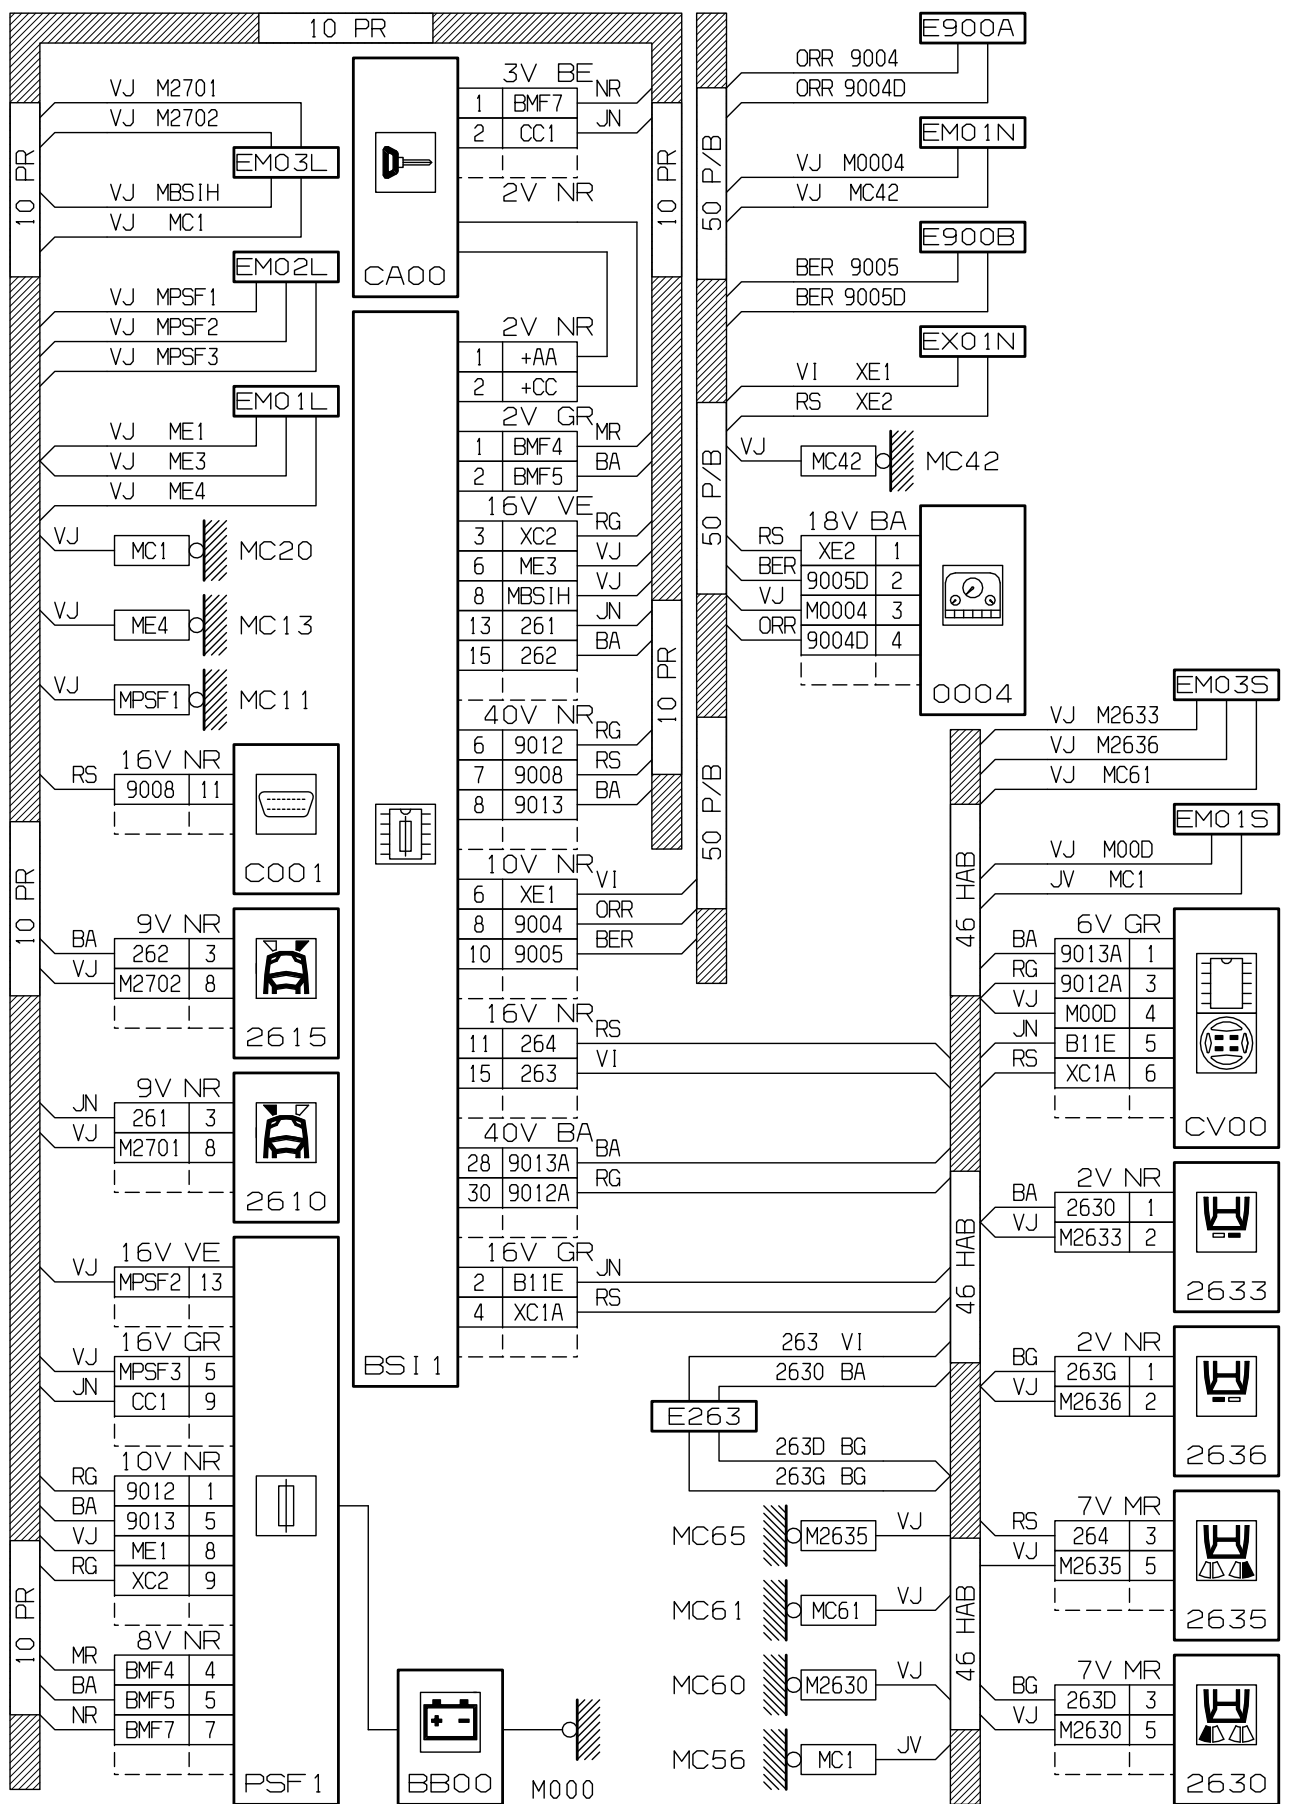 10 PR
VJ M2701
VJ M2702
EM03L
VJ MBSIH
VJ MC1
10 PR
EM02L
VJ MPSF1
VJ MPSF2
VJ MPSF3
EM01L
VJ ME1
VJ ME3
VJ ME4
VJ
MC1
MC20
VJ
ME4
MC13
VJ
MPSF1
MC11
16V NR
RS
9008 11
C001
10 PR
9V NR
BA
262 3
VJ
M2702 8
2615
9V NR
JN
261 3
VJ
M2701 8
2610
16V VE
VJ
MPSF2 13
16V GR
VJ
MPSF3 5
JN
CC1 9
10V NR
RG
9012 1
BA
9013 5
VJ
ME1 8
RG
XC2 9
10 PR
8V NR
MR
BMF4 4
BA
BMF5 5
NR
BMF7 7
PSF1
CA00
3V BE
1 BMF7
NR
2 CC1
JN
2V NR
10 PR
BSI1
2V NR
1 +AA
2 +CC
2V GR
1 BMF4
MR
2 BMF5
BA
16V VE
3 XC2
RG
6 ME3
VJ
8 MBSIH
VJ
13 261
JN
15 262
BA
10 PR
40V NR
6 9012
RG
7 9008
RS
8 9013
BA
10V NR
6 XE1
VI
8 9004
ORR
10 9005
BER
16V NR
11 264
RS
15 263
VI
40V BA
28 9013A
BA
30 9012A
RG
16V GR
2 B11E
JN
4 XC1A
RS
BB00
M000
E900A
ORR 9004
ORR 9004D
50 P/B
EM01N
VJ M0004
VJ MC42
E900B
BER 9005
BER 9005D
EX01N
VI XE1
RS XE2
VJ
MC42
MC42
50 P/B
18V BA
RS
XE2 1
BER
9005D 2
VJ
M0004 3
ORR
9004D 4
0004
50 P/B
EM03S
VJ M2633
VJ M2636
VJ MC61
EM01S
VJ M00D
JV MC1
46 HAB
6V GR
BA
9013A 1
RG
9012A 3
VJ
M00D 4
JN
B11E 5
RS
XC1A 6
CV00
46 HAB
2V NR
BA
2630 1
VJ
M2633 2
2633
263 VI
2630 BA
E263
263D BG
263G BG
2V NR
BG
263G 1
VJ
M2636 2
2636
MC65
M2635
VJ
7V MR
RS
264 3
VJ
M2635 5
2635
MC61
MC61
VJ
46 HAB
MC60
M2630
VJ
7V MR
BG
263D 3
VJ
M2630 5
2630
MC56
MC1
JV